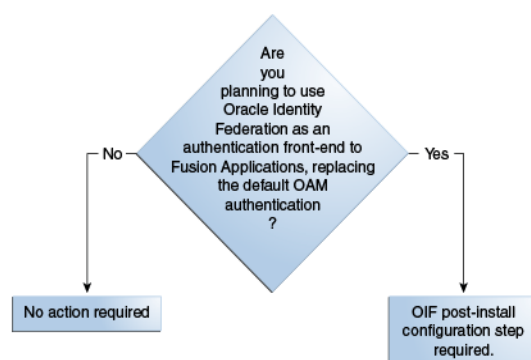 Are
you
planning to use
Oracle Identity
Federation as an
authentication front-end to
Fusion Applications, replacing
the default OAM
authentication
?
No
Yes
No action required
OIF post-install
configuration step
required.